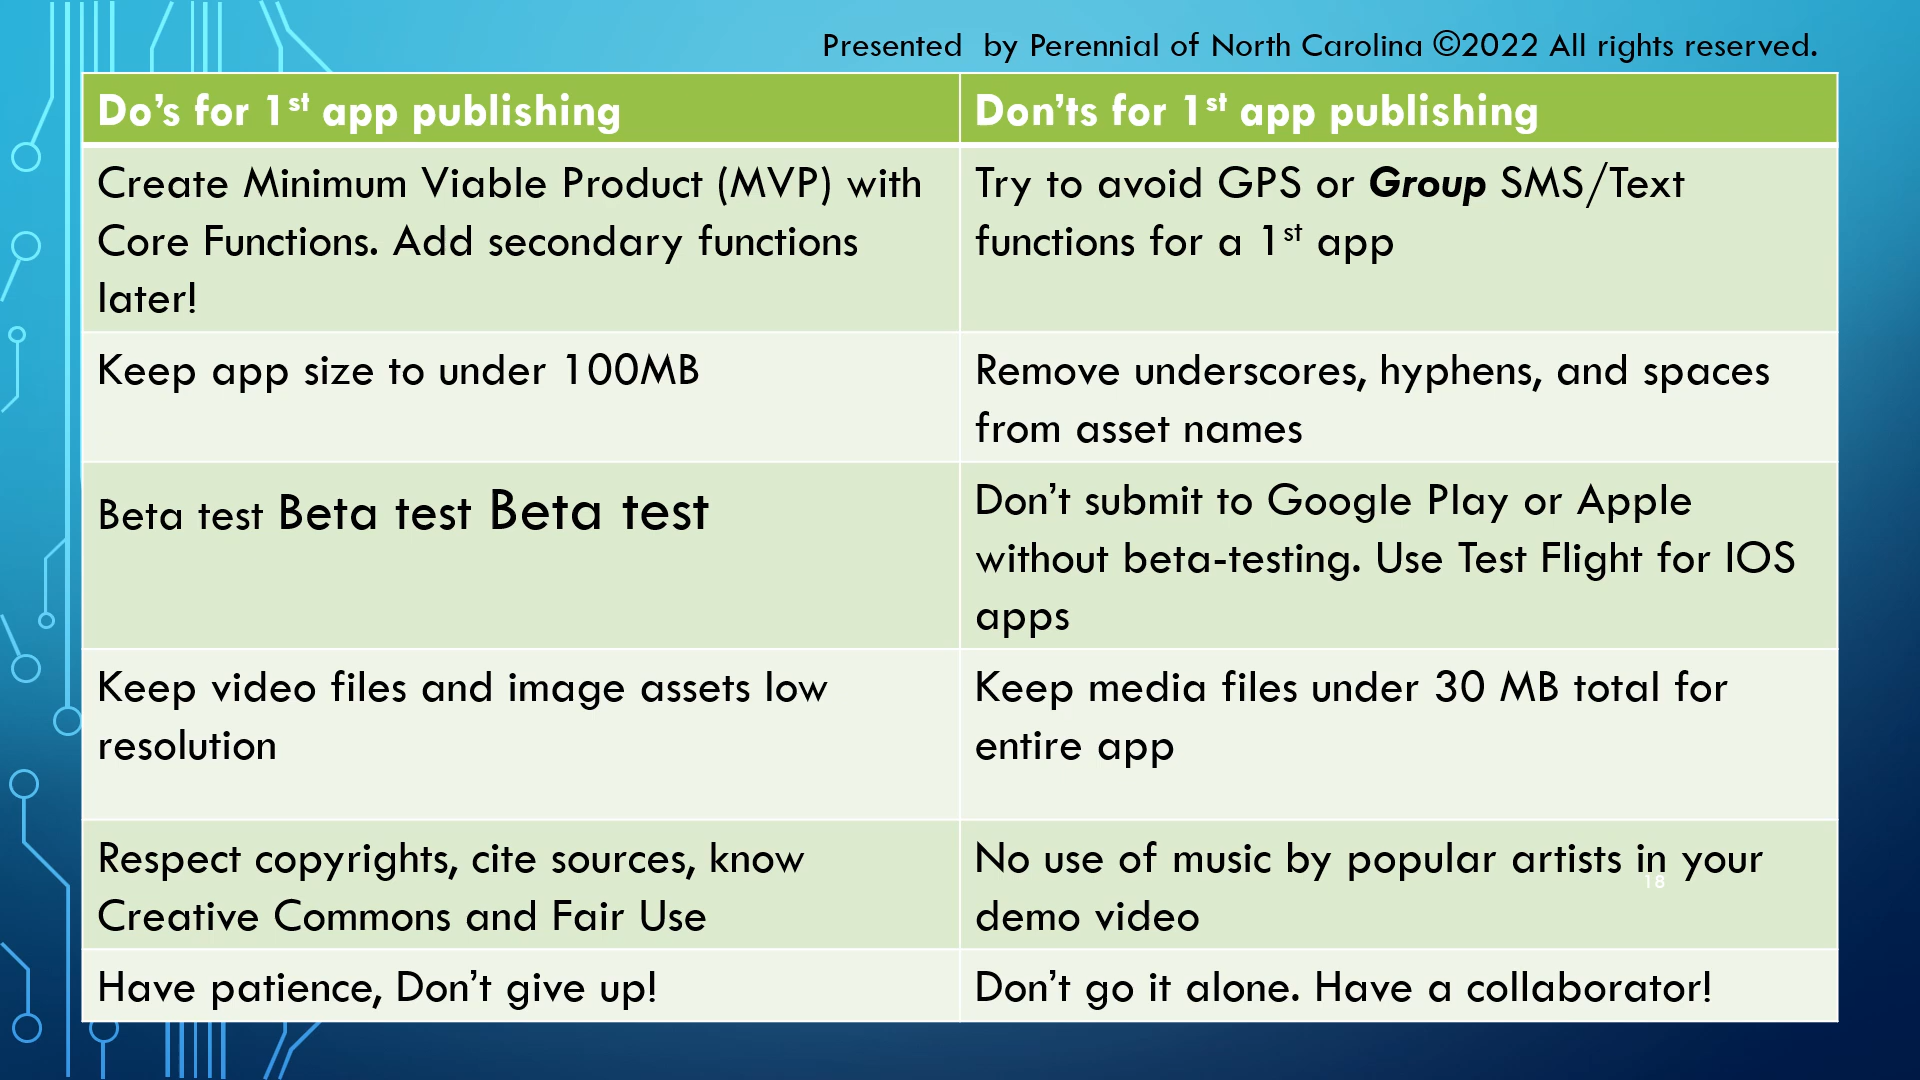 Presented  by Perennial of North Carolina ©2022 All rights reserved.
Do’s for 1st app publishing
Don’ts for 1st app publishing
Create Minimum Viable Product (MVP) with
Core Functions. Add secondary functions
later!
Try to avoid GPS or Group SMS/Text
functions for a 1st app
Keep app size to under 100MB
Remove underscores, hyphens, and spaces
from asset names
Beta test Beta test Beta test
Don’t submit to Google Play or Apple
without beta-testing. Use Test Flight for IOS
apps
Keep video files and image assets low
resolution
Keep media files under 30 MB total for
entire app
Respect copyrights, cite sources, know
Creative Commons and Fair Use
No use of music by popular artists in your
demo video
18
Have patience, Don’t give up!
Don’t go it alone. Have a collaborator!